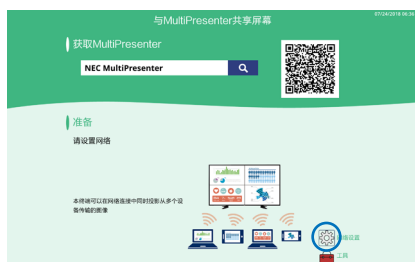 与MultiPresenter共享屏幕
07/24/2019 06:36
获取MultiPresenter
NEC MultiPresenter
准备
请设置网络
本终端可以在网络连接中同时投影从多个设
备传输的图像
网络设置
工具